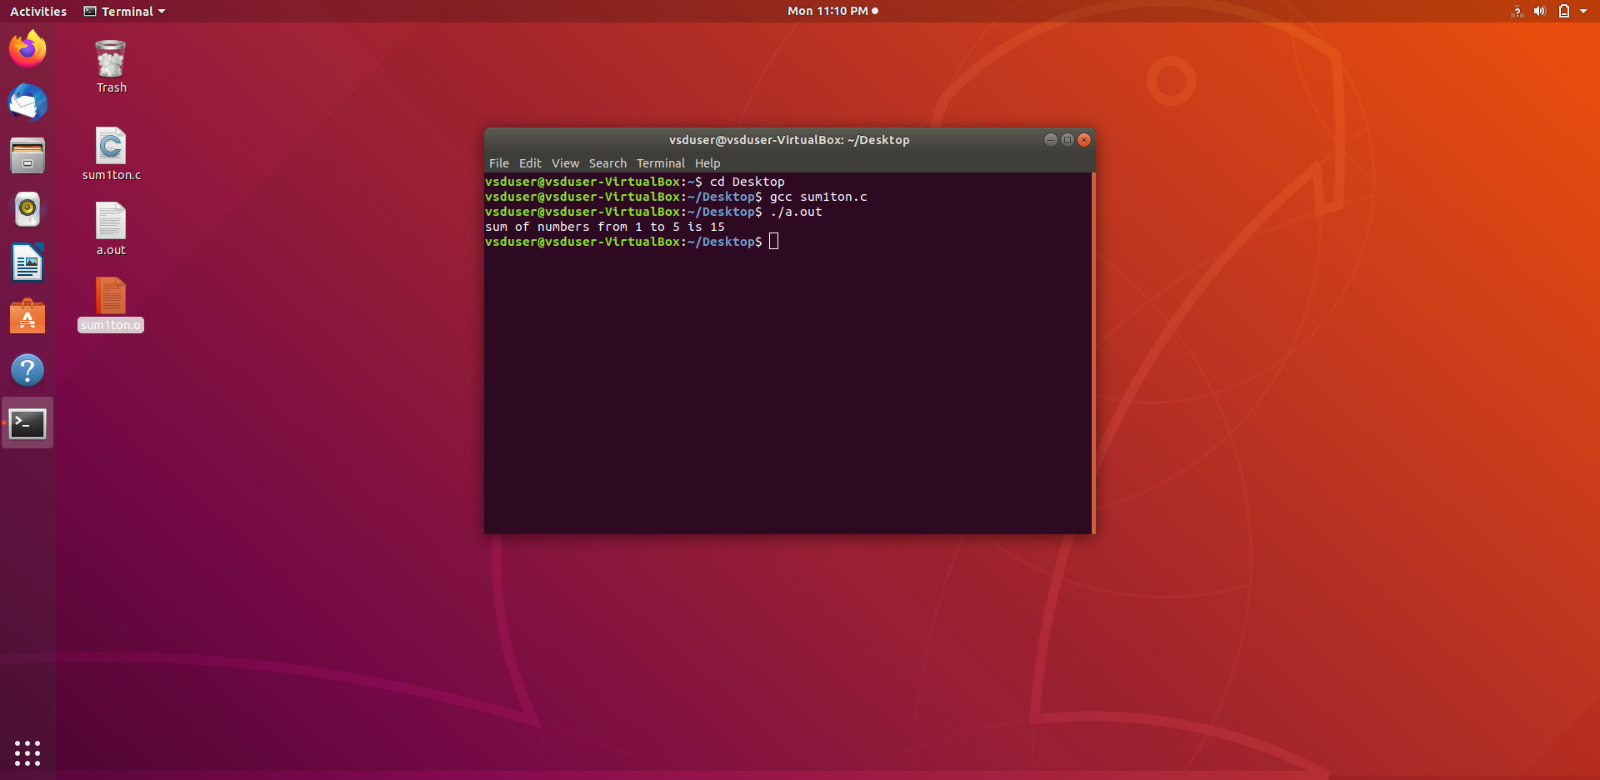 Activities Terminal Mon 11:10 PM
Trash
sum1ton.c
a.out
sum1ton.o
vsduser@vsduser-VirtualBox: ~/Desktop
File Edit View Search Terminal Help
vsduser@vsduser-VirtualBox:~$ cd Desktop
vsduser@vsduser-VirtualBox:~/Desktop$ gcc sum1ton.c
vsduser@vsduser-VirtualBox:~/Desktop$ ./a.out
sum of numbers from 1 to 5 is 15
vsduser@vsduser-VirtualBox:~/Desktop$